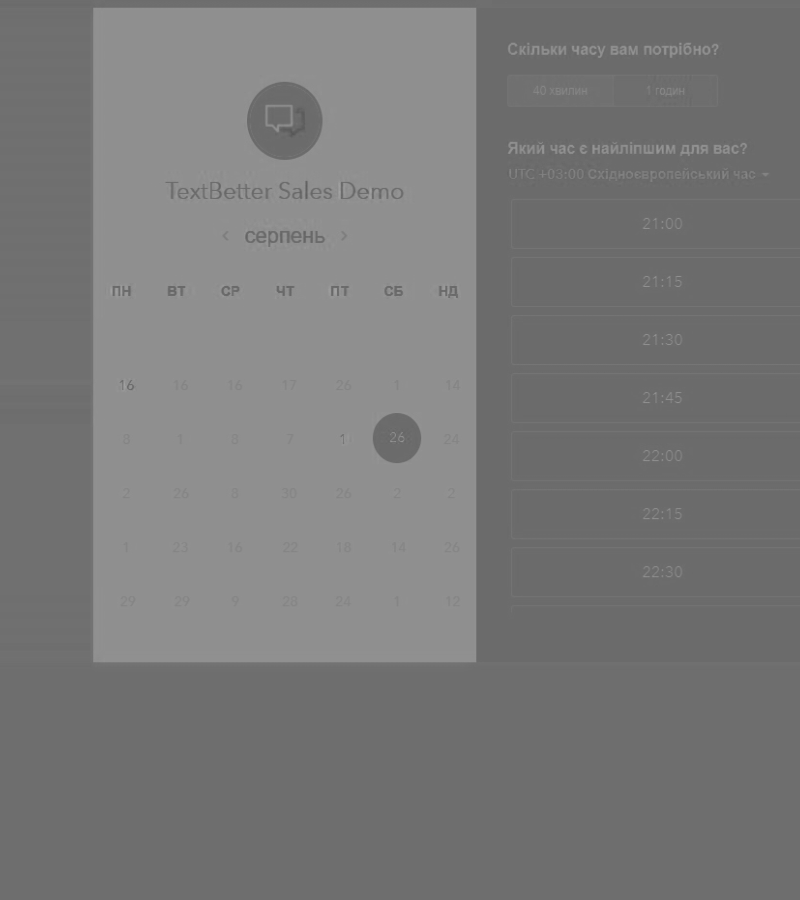 TextBetter Sales Demo
‹ серпень ›
ПН ВТ СР ЧТ ПТ СБ НД
16 16 16 17 26 1 14
8 1 8 7 1 26 24
2 26 8 30 26 2 2
1 23 16 22 18 14 26
29 29 9 28 24 1 12
Скільки часу вам потрібно?
40 хвилин 1 годин
Який час є найліпшим для вас?
UTC +03:00 Східноєвропейський час
21:00
21:15
21:30
21:45
22:00
22:15
22:30